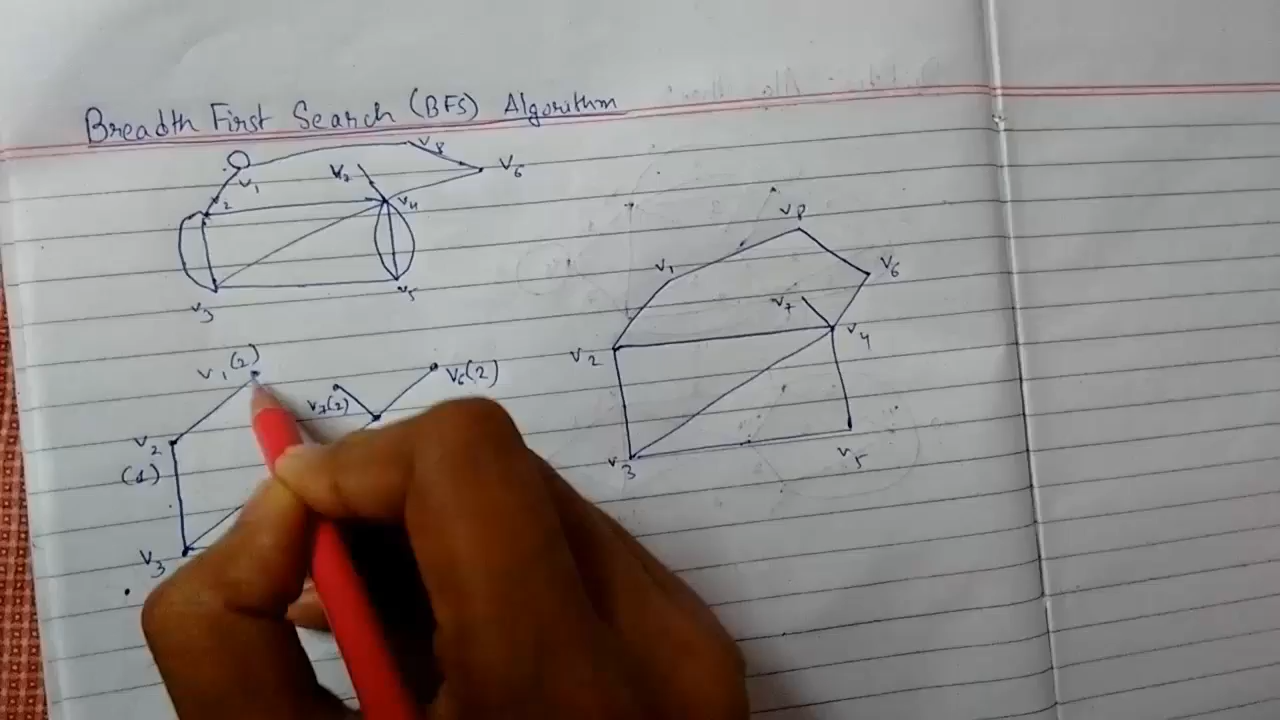 Breadth First Search (BFS) Algorithm
V8
V1
V6
V2
V4
V3
V5
V8
V1
V6
V7
V2
V4
V3
V5
V1(2)
V6(2)
V7(2)
V2
(1)
V3